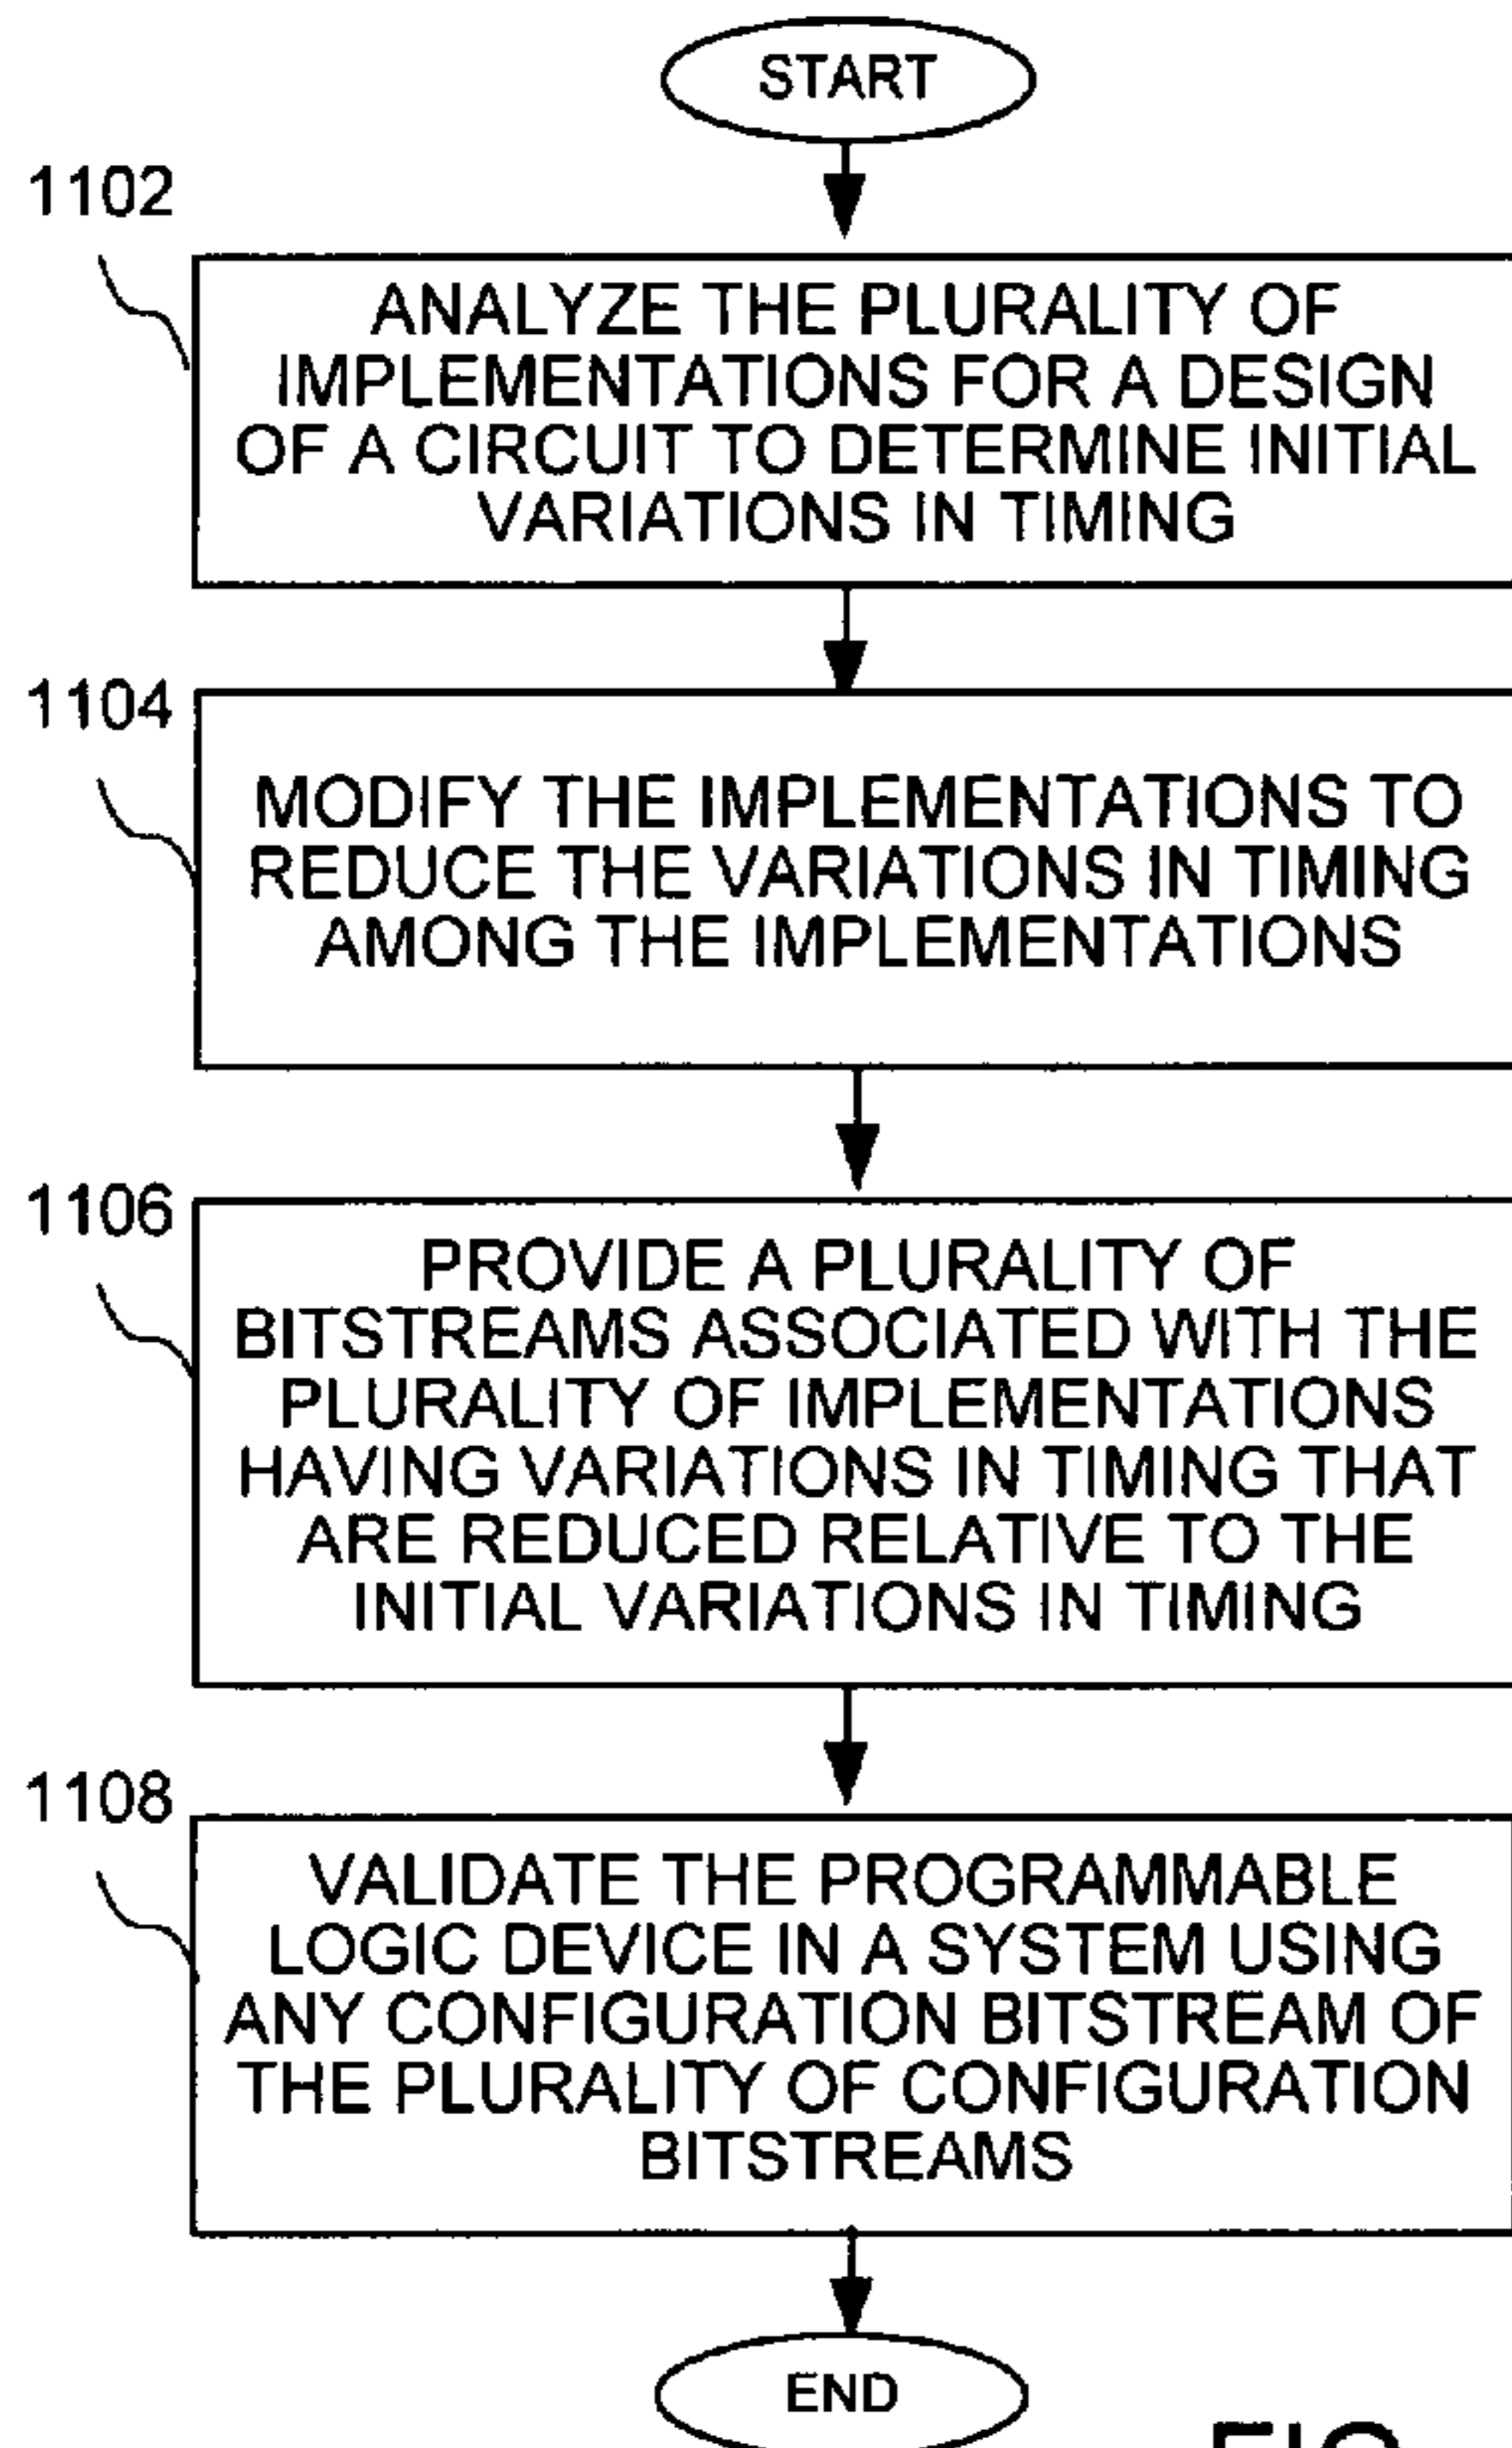 START
1102
ANALYZE THE PLURALITY OF
IMPLEMENTATIONS FOR A DESIGN
OF A CIRCUIT TO DETERMINE INITIAL
VARIATIONS IN TIMING
1104
MODIFY THE IMPLEMENTATIONS TO
REDUCE THE VARIATIONS IN TIMING
AMONG THE IMPLEMENTATIONS
1106
PROVIDE A PLURALITY OF
BITSTREAMS ASSOCIATED WITH THE
PLURALITY OF IMPLEMENTATIONS
HAVING VARIATIONS IN TIMING THAT
ARE REDUCED RELATIVE TO THE
INITIAL VARIATIONS IN TIMING
1108
VALIDATE THE PROGRAMMABLE
LOGIC DEVICE IN A SYSTEM USING
ANY CONFIGURATION BITSTREAM OF
THE PLURALITY OF CONFIGURATION
BITSTREAMS
END